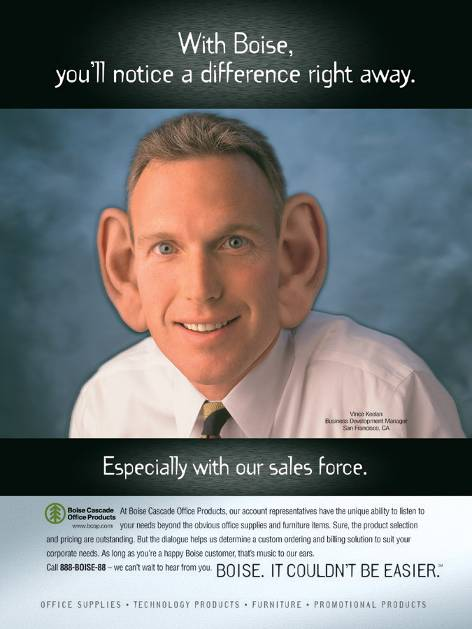 With Boise,
you'll notice a difference right away.
Vince Keelan
Business Development Manager
San Francisco, CA
Especially with our sales force.
Boise Cascade
Office Products
www.bcop.com
At Boise Cascade Office Products, our account representatives have the unique ability to listen to
your needs beyond the obvious office supplies and furniture items. Sure, the product selection
and pricing are outstanding. But the dialogue helps us determine a custom ordering and billing solution to suit your
corporate needs. As long as you're a happy Boise customer, that's music to our ears.
Call 888-BOISE-88 – we can't wait to hear from you.
BOISE. IT COULDN'T BE EASIER.℠
OFFICE SUPPLIES • TECHNOLOGY PRODUCTS • FURNITURE • PROMOTIONAL PRODUCTS